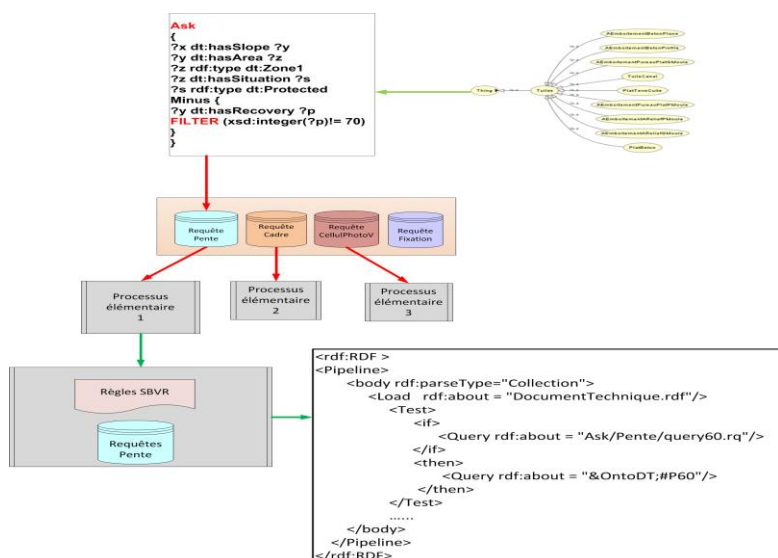 Ask
{
?x dt:hasSlope ?y
?y dt:hasArea ?z
?z rdf:type dt:Zone1
?z dt:hasSituation ?s
?s rdf:type dt:Protected
Minus {
?y dt:hasRecovery ?p
FILTER (xsd:integer(?p)!= 70)
}
}
Thing
Tuiles
TuileCanal
PlatTerreCuite
PlatBeton
Requête
Pente
Requête
Cadre
Requête
CellulPhotoV
Requête
Fixation
Processus
élémentaire
1
Processus
élémentaire
2
Processus
élémentaire
3
Règles SBVR
Requêtes
Pente
<rdf:RDF >
<Pipeline>
<body rdf:parseType="Collection">
<Load rdf:about = "DocumentTechnique.rdf"/>
<Test>
<if>
<Query rdf:about = "Ask/Pente/query60.rq"/>
</if>
<then>
<Query rdf:about = "&OntoDT;#P60"/>
</then>
</Test>
......
</body>
</Pipeline>
</rdf:RDF>